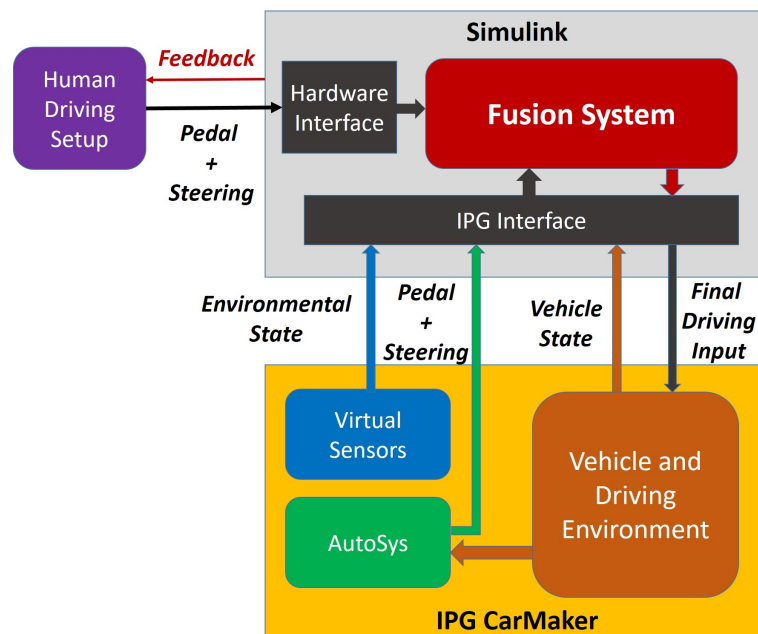 Simulink
Feedback
Human
Driving
Setup
Hardware
Interface
Fusion System
Pedal
+
Steering
IPG Interface
Environmental
State
Pedal
+
Steering
Vehicle
State
Final
Driving
Input
Virtual
Sensors
Vehicle and
Driving
Environment
AutoSys
IPG CarMaker